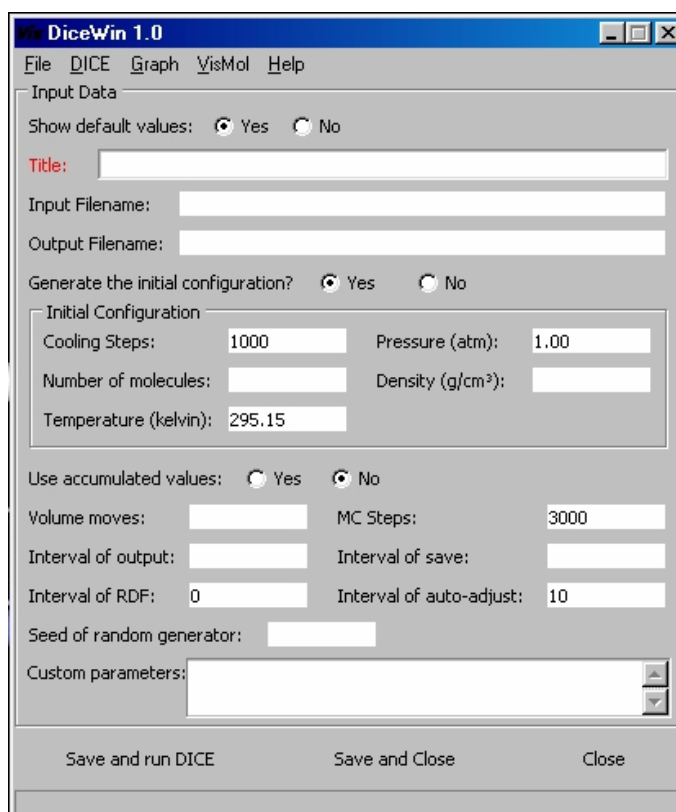 Vis DiceWin 1.0
File DICE Graph VisMol Help
Input Data
Show default values: Yes No
Title:
Input Filename:
Output Filename:
Generate the initial configuration? Yes No
Initial Configuration
Cooling Steps: 1000 Pressure (atm): 1.00
Number of molecules: Density (g/cm³):
Temperature (kelvin): 295.15
Use accumulated values: Yes No
Volume moves: MC Steps: 3000
Interval of output: Interval of save:
Interval of RDF: 0 Interval of auto-adjust: 10
Seed of random generator:
Custom parameters:
Save and run DICE Save and Close Close